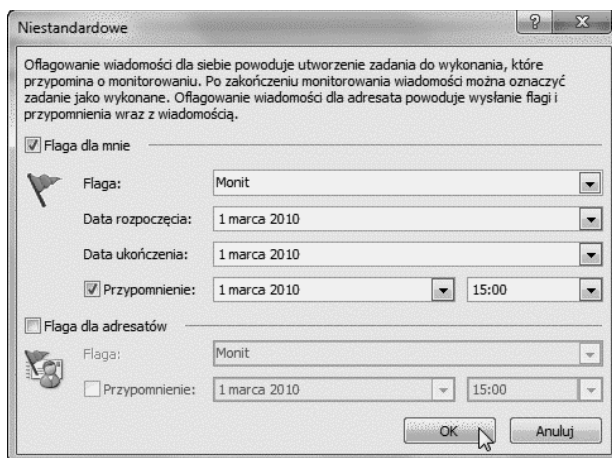 Niestandardowe
Oflagowanie wiadomości dla siebie powoduje utworzenie zadania do wykonania, które
przypomina o monitorowaniu. Po zakończeniu monitorowania wiadomości można oznaczyć
zadanie jako wykonane. Oflagowanie wiadomości dla adresata powoduje wysłanie flagi i
przypomnienia wraz z wiadomością.
Flaga dla mnie
Flaga: Monit
Data rozpoczęcia: 1 marca 2010
Data ukończenia: 1 marca 2010
Przypomnienie: 1 marca 2010 15:00
Flaga dla adresatów
Flaga: Monit
Przypomnienie: 1 marca 2010 15:00
OK Anuluj